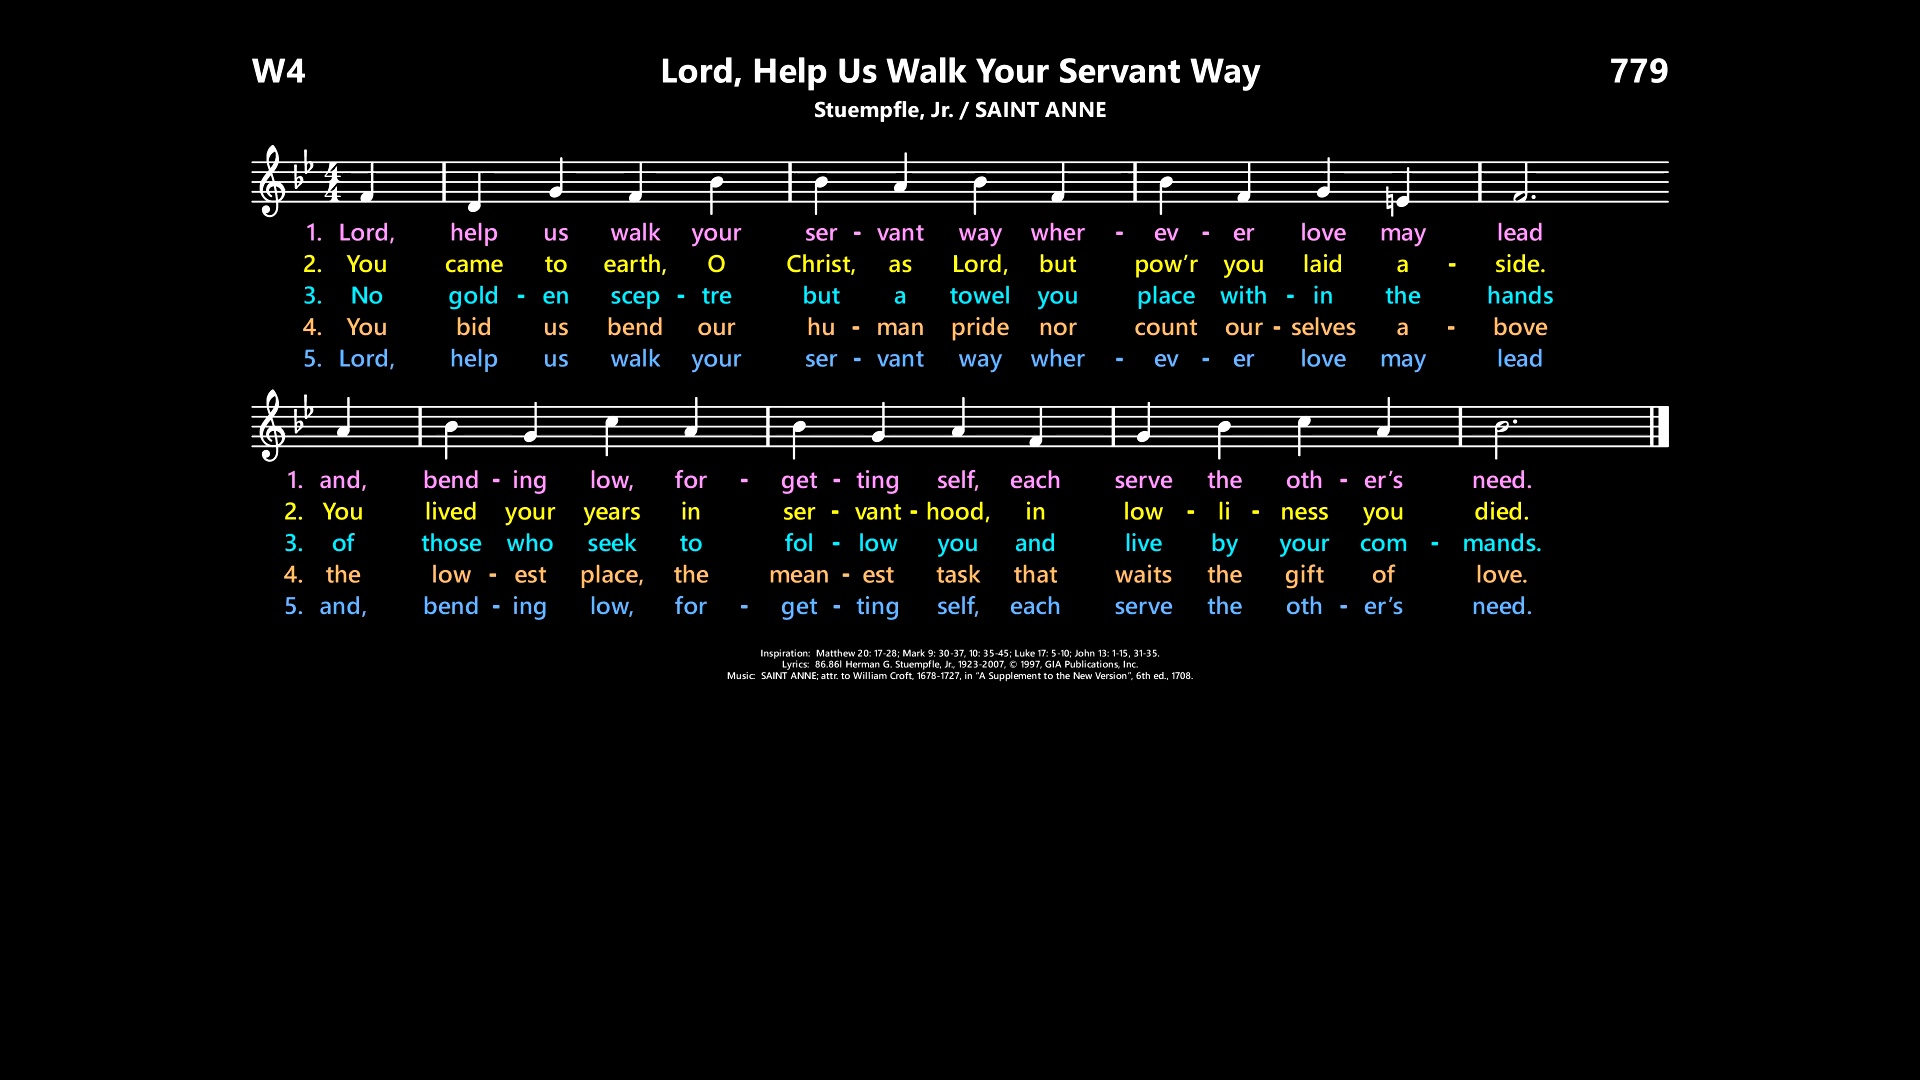 W4 Lord, Help Us Walk Your Servant Way 779
Stuempfle, Jr. / SAINT ANNE
1. Lord, help us walk your ser - vant way wher - ev - er love may lead
2. You came to earth, O Christ, as Lord, but pow’r you laid a - side.
3. No gold - en scep - tre but a towel you place with - in the hands
4. You bid us bend our hu - man pride nor count our - selves a - bove
5. Lord, help us walk your ser - vant way wher - ev - er love may lead
1. and, bend - ing low, for - get - ting self, each serve the oth - er’s need.
2. You lived your years in ser - vant - hood, in low - li - ness you died.
3. of those who seek to fol - low you and live by your com - mands.
4. the low - est place, the mean - est task that waits the gift of love.
5. and, bend - ing low, for - get - ting self, each serve the oth - er’s need.
Inspiration: Matthew 20: 17-28; Mark 9: 30-37, 10: 35-45; Luke 17: 5-10; John 13: 1-15, 31-35.
Lyrics: 86.86l Herman G. Stuempfle, Jr., 1923-2007, © 1997, GIA Publications, Inc.
Music: SAINT ANNE; attr. to William Croft, 1678-1727, in “A Supplement to the New Version”, 6th ed., 1708.